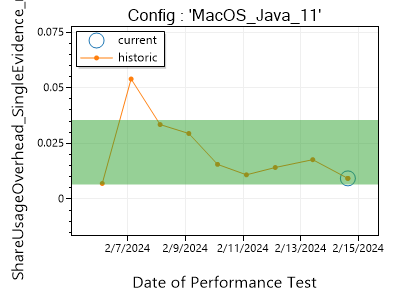 Config : 'MacOS_Java_11'
ShareUsageOverhead_SingleEvidence_
current
historic
0.075
0.05
0.025
0
2/7/2024
2/9/2024
2/11/2024
2/13/2024
2/15/2024
Date of Performance Test